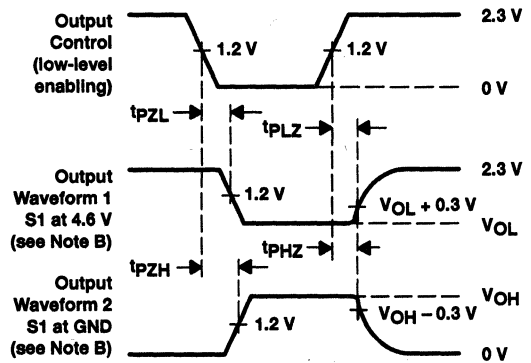 Output
Control
(low-level
enabling)
1.2 V
1.2 V
2.3 V
0 V
tPZL
tPLZ
Output
Waveform 1
S1 at 4.6 V
(see Note B)
1.2 V
2.3 V
VOL + 0.3 V
VOL
tPZH
tPHZ
Output
Waveform 2
S1 at GND
(see Note B)
1.2 V
VOH
VOH – 0.3 V
0 V